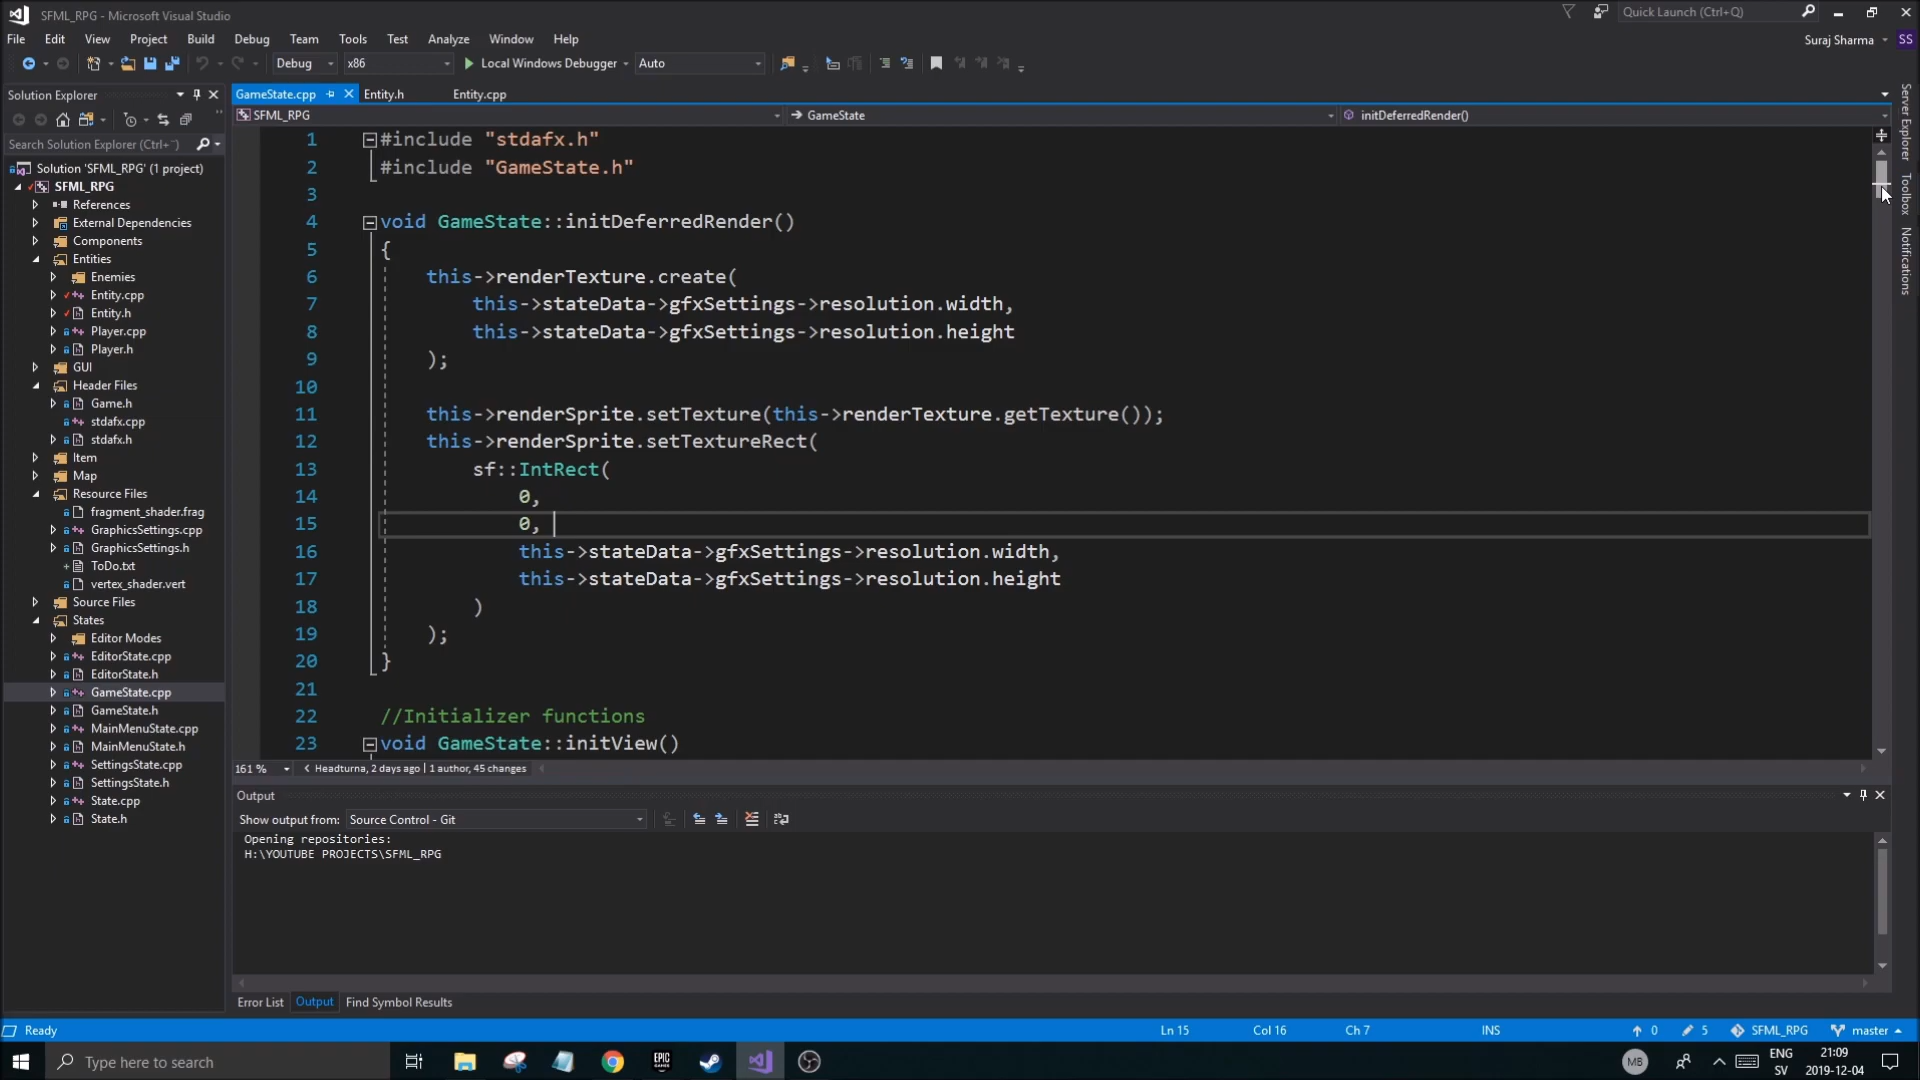 SFML_RPG - Microsoft Visual Studio
Quick Launch (Ctrl+Q)
File Edit View Project Build Debug Team Tools Test Analyze Window Help
Suraj Sharma
SS
Debug x86 Local Windows Debugger Auto
Solution Explorer
Search Solution Explorer (Ctrl+¨)
Solution 'SFML_RPG' (1 project)
SFML_RPG
References
External Dependencies
Components
Entities
Enemies
Entity.cpp
Entity.h
Player.cpp
Player.h
GUI
Header Files
Game.h
stdafx.cpp
stdafx.h
Item
Map
Resource Files
fragment_shader.frag
GraphicsSettings.cpp
GraphicsSettings.h
ToDo.txt
vertex_shader.vert
Source Files
States
Editor Modes
EditorState.cpp
EditorState.h
GameState.cpp
GameState.h
MainMenuState.cpp
MainMenuState.h
SettingsState.cpp
SettingsState.h
State.cpp
State.h
GameState.cpp Entity.h Entity.cpp
SFML_RPG GameState initDeferredRender()
1 #include "stdafx.h"
2 #include "GameState.h"
3
4 void GameState::initDeferredRender()
5 {
6 this->renderTexture.create(
7 this->stateData->gfxSettings->resolution.width,
8 this->stateData->gfxSettings->resolution.height
9 );
10
11 this->renderSprite.setTexture(this->renderTexture.getTexture());
12 this->renderSprite.setTextureRect(
13 sf::IntRect(
14 0,
15 0,
16 this->stateData->gfxSettings->resolution.width,
17 this->stateData->gfxSettings->resolution.height
18 )
19 );
20 }
21
22 //Initializer functions
23 void GameState::initView()
161 % Headturna, 2 days ago | 1 author, 45 changes
Server Explorer
Toolbox
Notifications
Output
Show output from: Source Control - Git
Opening repositories:
H:\YOUTUBE PROJECTS\SFML_RPG
Error List Output Find Symbol Results
Ready Ln 15 Col 16 Ch 7 INS 0 5 SFML_RPG master
Type here to search
EPIC GAMES
MB
ENG
SV
21:09
2019-12-04